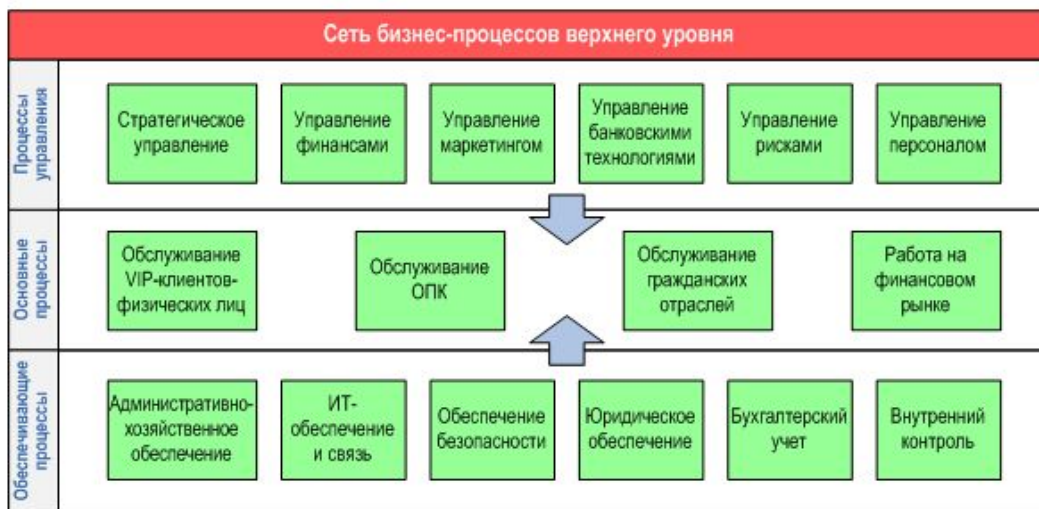 Сеть бизнес-процессов верхнего уровня
Процессы
управления
Стратегическое
управление
Управление
финансами
Управление
маркетингом
Управление
банковскими
технологиями
Управление
рисками
Управление
персоналом
Основные
процессы
Обслуживание
VIP-клиентов-
физических лиц
Обслуживание
ОПК
Обслуживание
гражданских
отраслей
Работа на
финансовом
рынке
Обеспечивающие
процессы
Административно-
хозяйственное
обеспечение
ИТ-
обеспечение
и связь
Обеспечение
безопасности
Юридическое
обеспечение
Бухгалтерский
учет
Внутренний
контроль